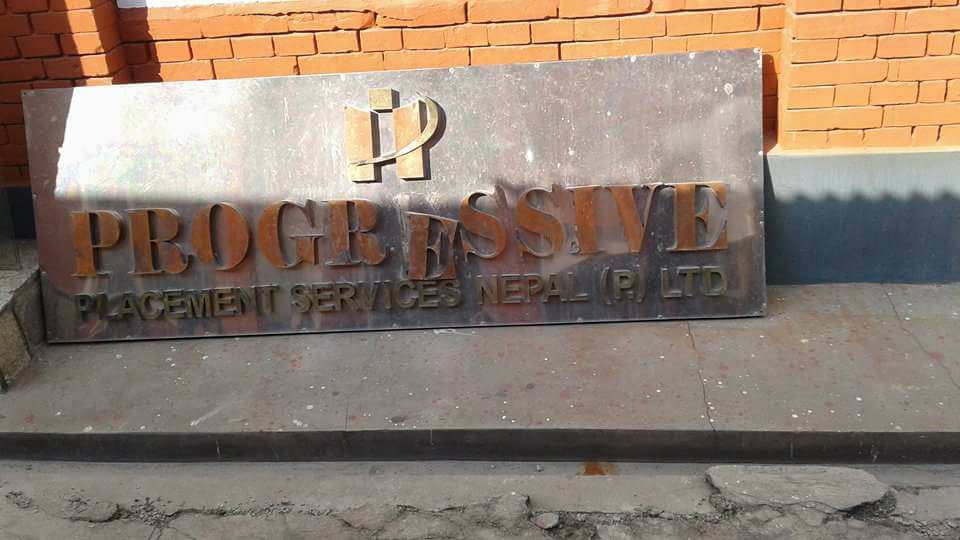 PROGRESSIVE
PLACEMENT SERVICES NEPAL (P.) LTD